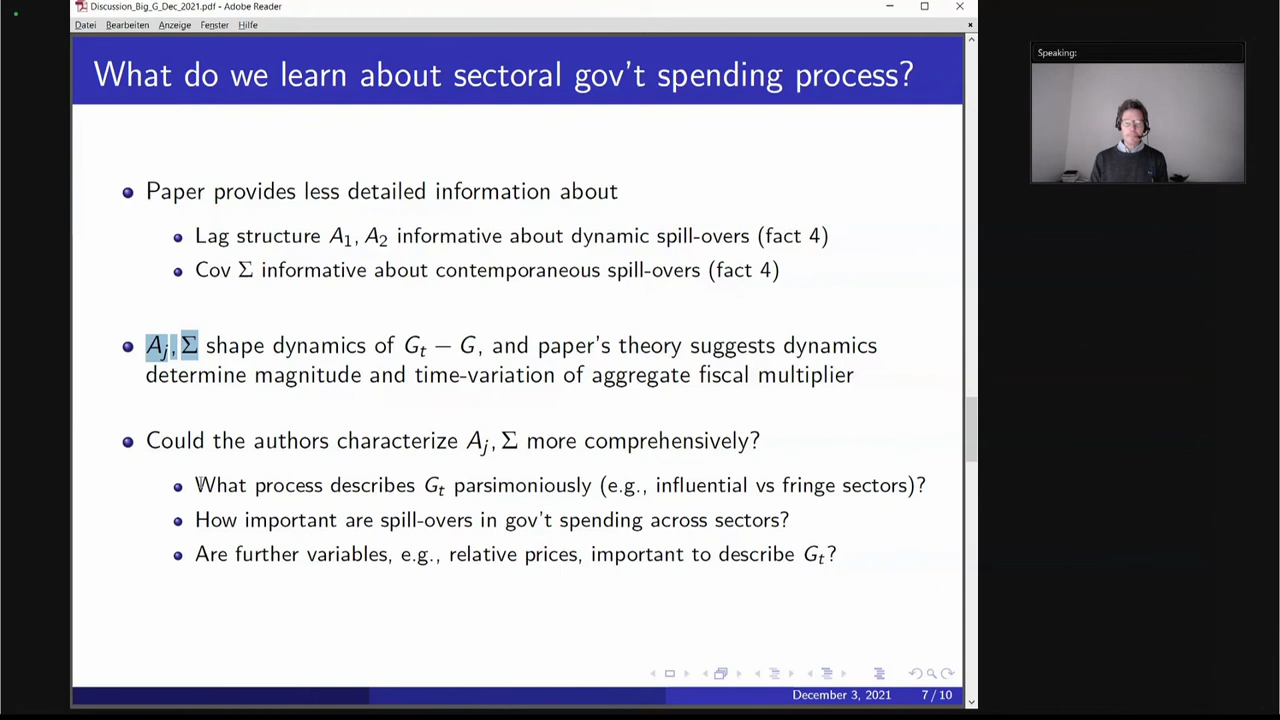 Discussion_Big_G_Dec_2021.pdf - Adobe Reader
Datei Bearbeiten Anzeige Fenster Hilfe
What do we learn about sectoral gov't spending process?
Speaking:
Paper provides less detailed information about
Lag structure A₁, A₂ informative about dynamic spill-overs (fact 4)
Cov Σ informative about contemporaneous spill-overs (fact 4)
Aⱼ, Σ shape dynamics of Gₜ − G, and paper's theory suggests dynamics
determine magnitude and time-variation of aggregate fiscal multiplier
Could the authors characterize Aⱼ, Σ more comprehensively?
What process describes Gₜ parsimoniously (e.g., influential vs fringe sectors)?
How important are spill-overs in gov't spending across sectors?
Are further variables, e.g., relative prices, important to describe Gₜ?
December 3, 2021 7 / 10